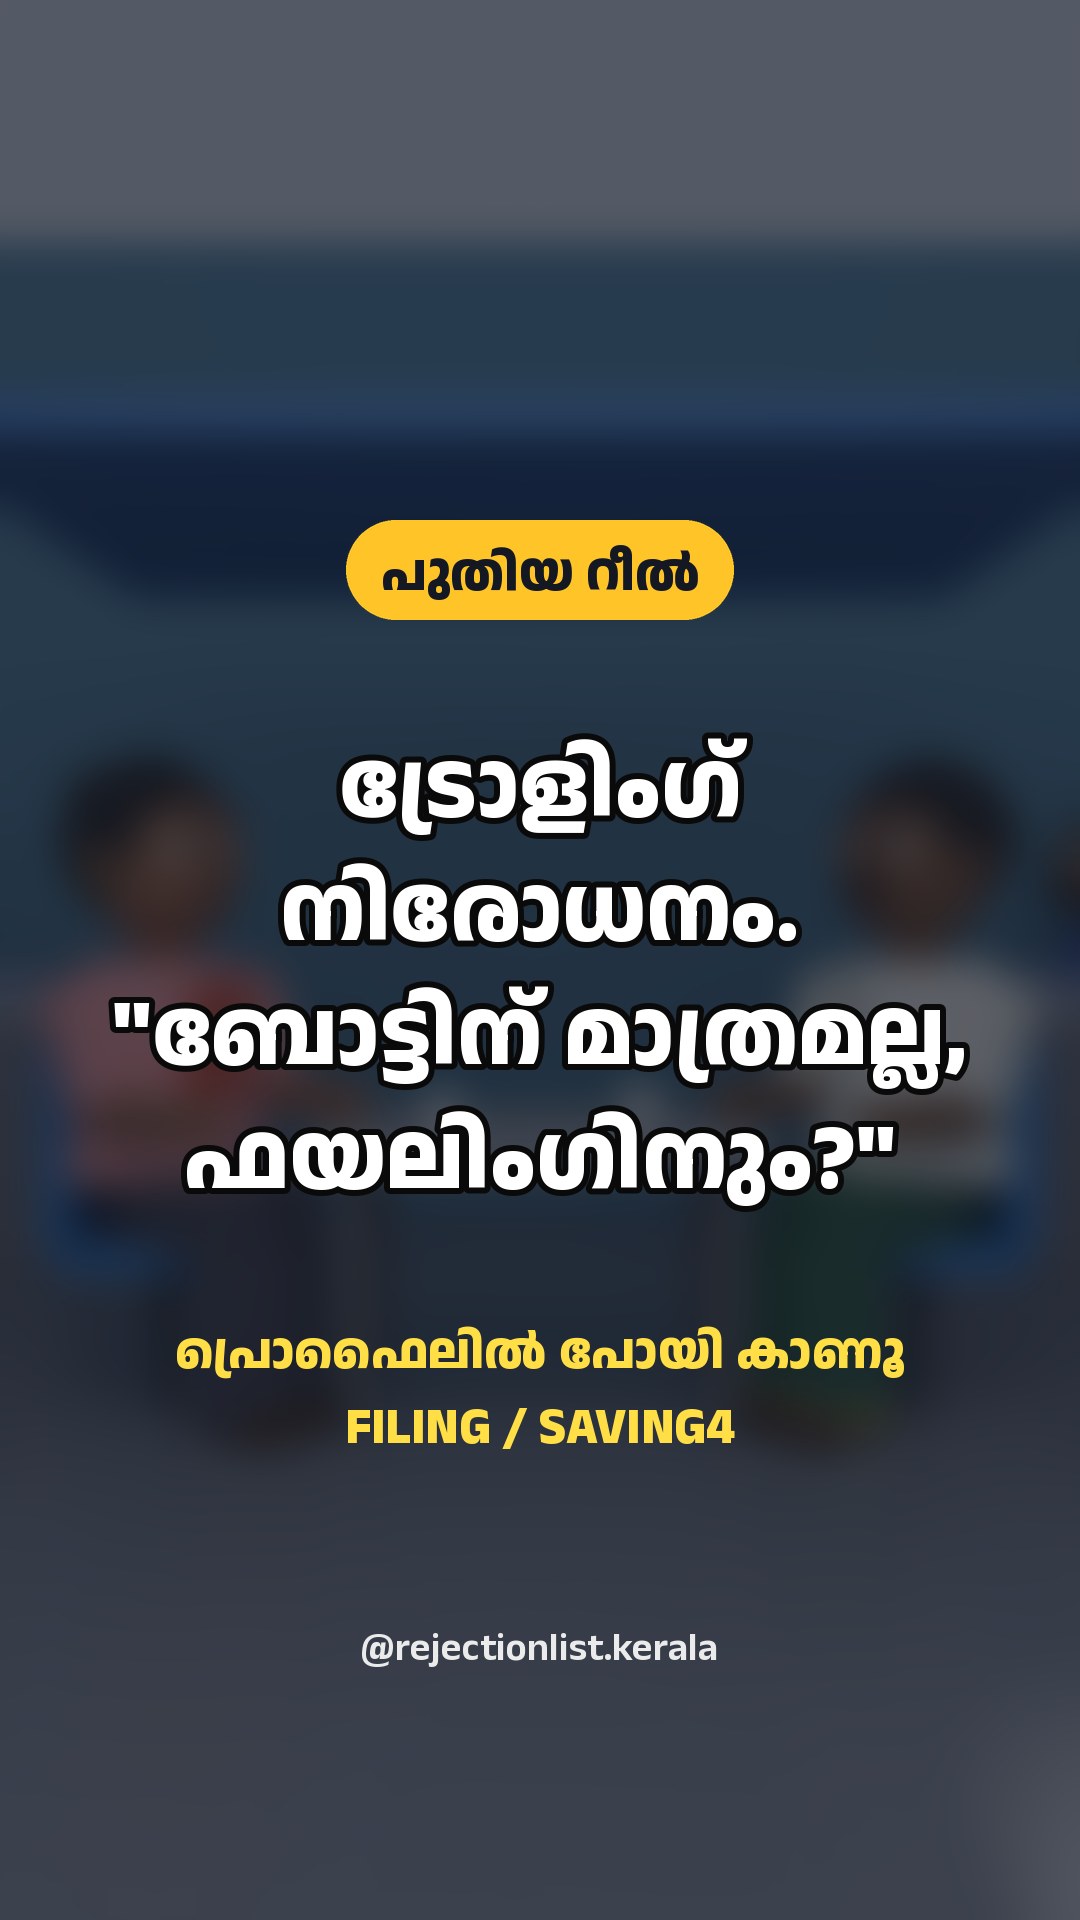 പുതിയ റീൽ
ട്രോളിംഗ്
നിരോധനം.
"ബോട്ടിന് മാത്രമല്ല,
ഫയലിംഗിനും?"
പ്രൊഫൈലിൽ പോയി കാണൂ
FILING / SAVING4
@rejectionlist.kerala